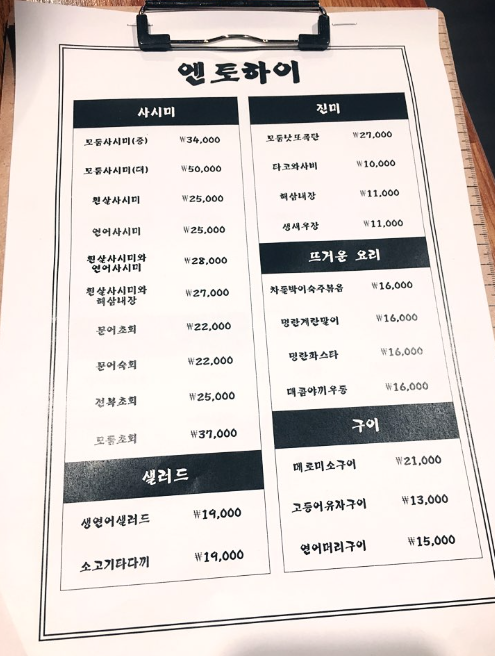 엔토하이
사시미
모둠사시미(중) ₩34,000
모둠사시미(대) ₩50,000
흰살사시미 ₩25,000
연어사시미 ₩25,000
흰살사시미와
연어사시미 ₩28,000
흰살사시미와
해삼내장 ₩27,000
문어초회 ₩22,000
문어숙회 ₩22,000
전복초회 ₩25,000
모둠초회 ₩37,000
샐러드
생연어샐러드 ₩19,000
소고기타다끼 ₩19,000
진미
모둠낫또폭탄 ₩27,000
타코와사비 ₩10,000
해삼내장 ₩11,000
생새우장 ₩11,000
뜨거운 요리
차돌박이숙주볶음 ₩16,000
명란계란말이 ₩16,000
명란파스타 ₩16,000
매콤야끼우동 ₩16,000
구이
메로미소구이 ₩21,000
고등어유자구이 ₩13,000
연어머리구이 ₩15,000